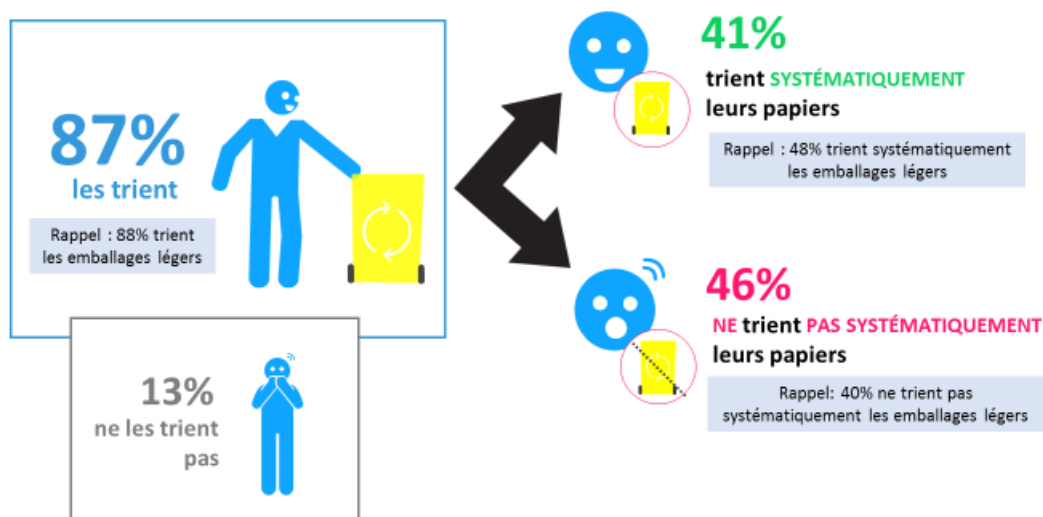 87%
les trient
Rappel : 88% trient
les emballages légers
13%
ne les trient
pas
41%
trient SYSTÉMATIQUEMENT
leurs papiers
Rappel : 48% trient systématiquement
les emballages légers
46%
NE trient PAS SYSTÉMATIQUEMENT
leurs papiers
Rappel: 40% ne trient pas
systématiquement les emballages légers